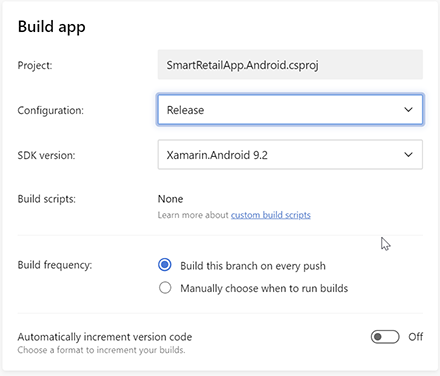 Build app
Project: SmartRetailApp.Android.csproj
Configuration: Release
SDK version: Xamarin.Android 9.2
Build scripts: None
Learn more about custom build scripts
Build frequency: Build this branch on every push
Manually choose when to run builds
Automatically increment version code Off
Choose a format to increment your builds.